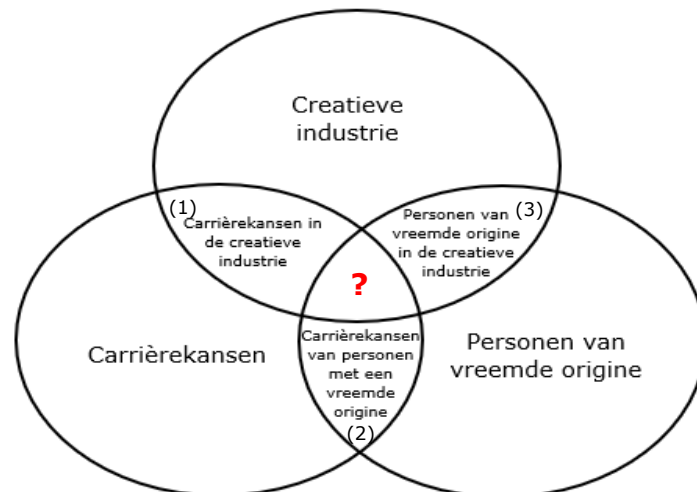 Creatieve
industrie
(1)
Carrièrekansen in
de creatieve
industrie
Personen van
vreemde origine
in de creatieve
industrie
(3)
?
Carrièrekansen
Carrièrekansen
van personen
met een
vreemde
origine
(2)
Personen van
vreemde origine